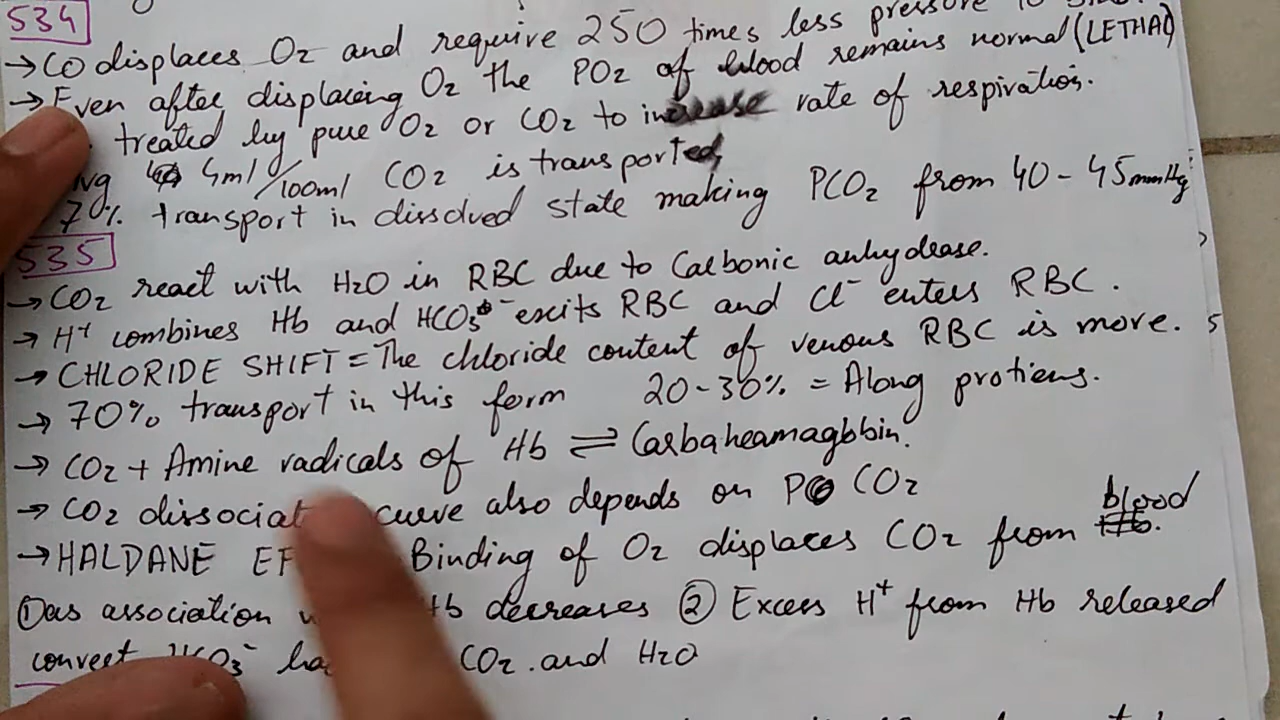 534
→ CO displaces O2 and require 250 times less pressure to
→ Even after displacing O2 the PO2 of blood remains normal (LETHAL)
treated by pure O2 or CO2 to increase rate of respiration.
4ml/100ml CO2 is transported
70% transport in dissolved state making PCO2 from 40-45mmHg
535
→ CO2 react with H2O in RBC due to Carbonic anhydease.
→ H+ combines Hb and HCO3- exits RBC and Cl- enters RBC.
→ CHLORIDE SHIFT = The chloride content of venous RBC is more.
→ 70% transport in this form 20-30% = Along protiens.
→ CO2 + Amine radicals of Hb ⇌ Carbaheamagbbin.
→ CO2 dissociat curve also depends on P CO2
→ HALDANE EF Binding of O2 displaces CO2 from blood
① as association Hb decreases ② Excess H+ from Hb released
convert HCO3- CO2 and H2O